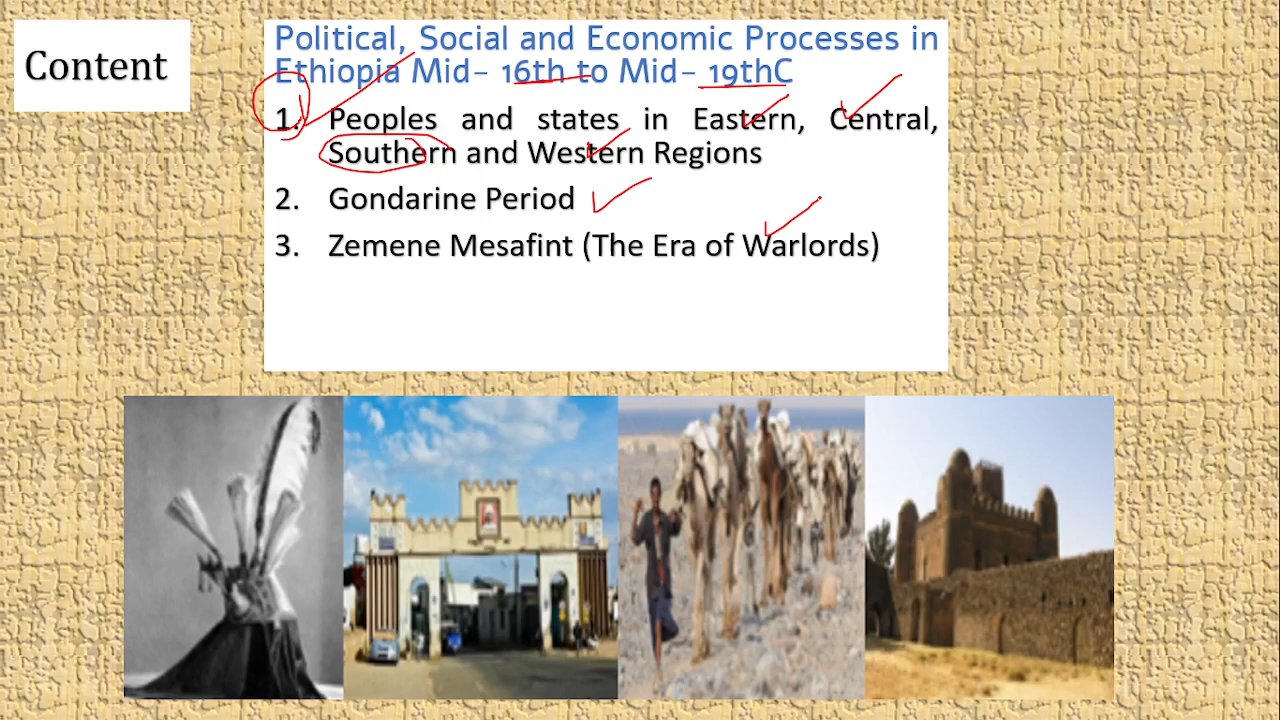 Content
Political, Social and Economic Processes in
Ethiopia Mid- 16th to Mid- 19thC
1. Peoples and states in Eastern, Central,
Southern and Western Regions
2. Gondarine Period
3. Zemene Mesafint (The Era of Warlords)